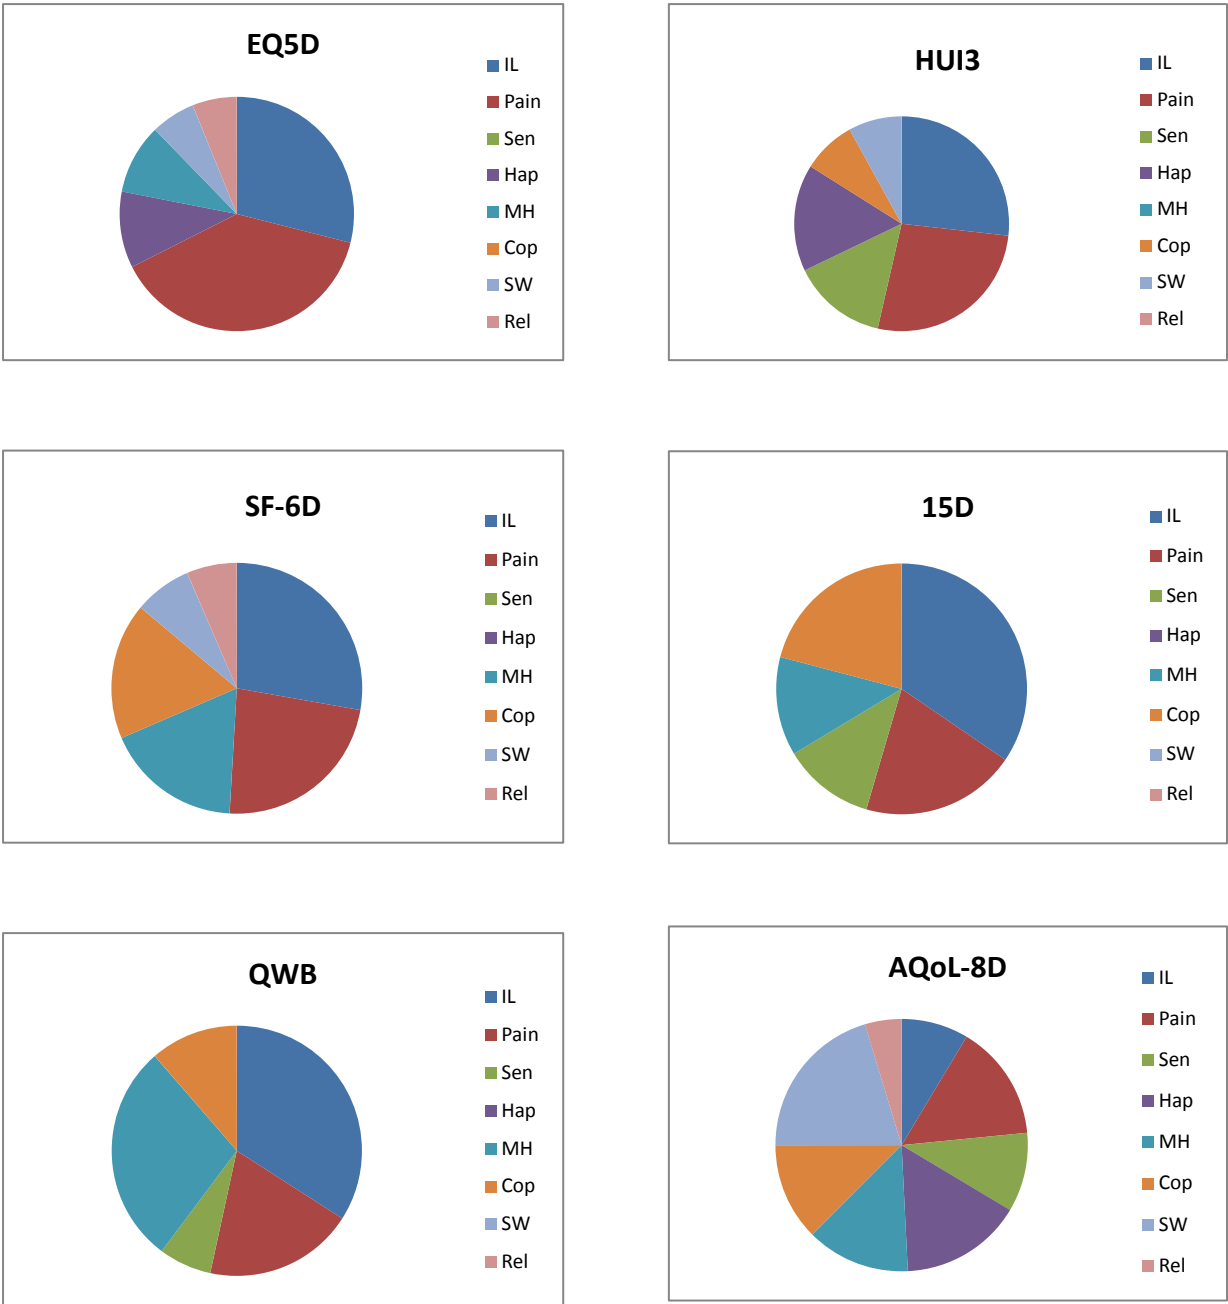 EQ5D
IL
Pain
Sen
Hap
MH
Cop
SW
Rel
HUI3
IL
Pain
Sen
Hap
MH
Cop
SW
Rel
SF-6D
IL
Pain
Sen
Hap
MH
Cop
SW
Rel
15D
IL
Pain
Sen
Hap
MH
Cop
SW
Rel
QWB
IL
Pain
Sen
Hap
MH
Cop
SW
Rel
AQoL-8D
IL
Pain
Sen
Hap
MH
Cop
SW
Rel